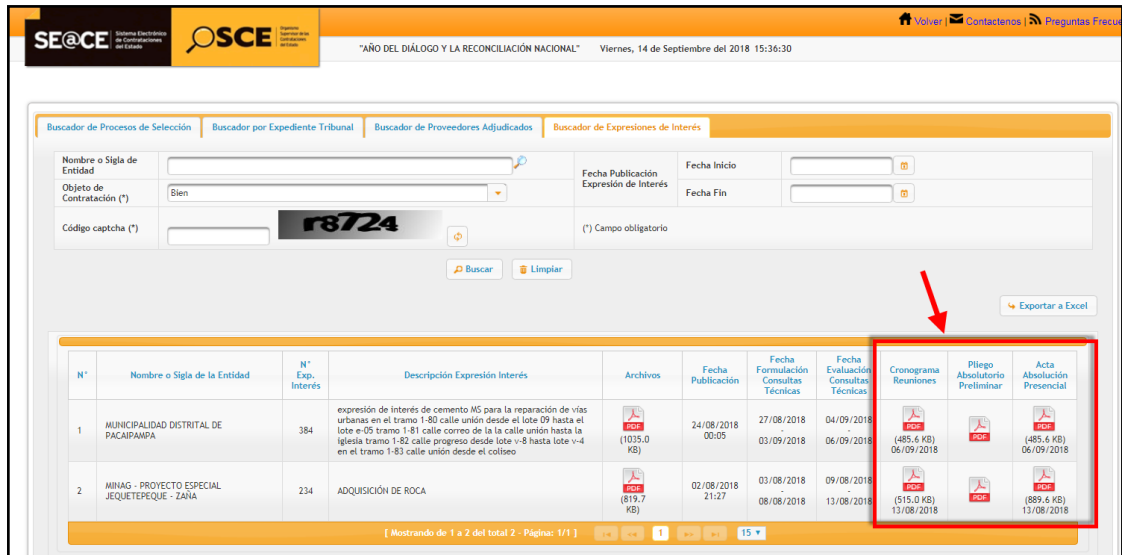 Volver | Contactenos | Preguntas Frecue
SE@CE Sistema Electrónico
de Contrataciones
del Estado
OSCE Organismo
Supervisor de las
Contrataciones
del Estado
"AÑO DEL DIÁLOGO Y LA RECONCILIACIÓN NACIONAL" Viernes, 14 de Septiembre del 2018 15:36:30
Buscador de Procesos de Selección Buscador por Expediente Tribunal Buscador de Proveedores Adjudicados Buscador de Expresiones de Interés
Nombre o Sigla de
Entidad
Fecha Publicación
Expresión de Interés
Fecha Inicio
Objeto de
Contratación (*)
Bien
Fecha Fin
Código captcha (*)
r8724
(*) Campo obligatorio
Buscar Limpiar
Exportar a Excel
N°
Nombre o Sigla de la Entidad
N°
Exp.
Interés
Descripción Expresión Interés
Archivos
Fecha
Publicación
Fecha
Formulación
Consultas
Técnicas
Fecha
Evaluación
Consultas
Técnicas
Cronograma
Reuniones
Pliego
Absolutorio
Preliminar
Acta
Absolución
Presencial
1
MUNICIPALIDAD DISTRITAL DE
PACAIPAMPA
384
expresión de interés de cemento MS para la reparación de vías
urbanas en el tramo 1-80 calle unión desde el lote 09 hasta el
lote e-05 tramo 1-81 calle correo de la la calle unión hasta la
iglesia tramo 1-82 calle progreso desde lote v-8 hasta lote v-4
en el tramo 1-83 calle unión desde el coliseo
PDF
(1035.0
KB)
24/08/2018
00:05
27/08/2018
-
03/09/2018
04/09/2018
-
06/09/2018
PDF
(485.6 KB)
06/09/2018
PDF
PDF
(485.6 KB)
06/09/2018
2
MINAG - PROYECTO ESPECIAL
JEQUETEPEQUE - ZAÑA
234
ADQUISICIÓN DE ROCA
PDF
(819.7
KB)
02/08/2018
21:27
03/08/2018
-
08/08/2018
09/08/2018
-
13/08/2018
PDF
(515.0 KB)
13/08/2018
PDF
PDF
(889.6 KB)
13/08/2018
[ Mostrando de 1 a 2 del total 2 - Página: 1/1 ] 1 15